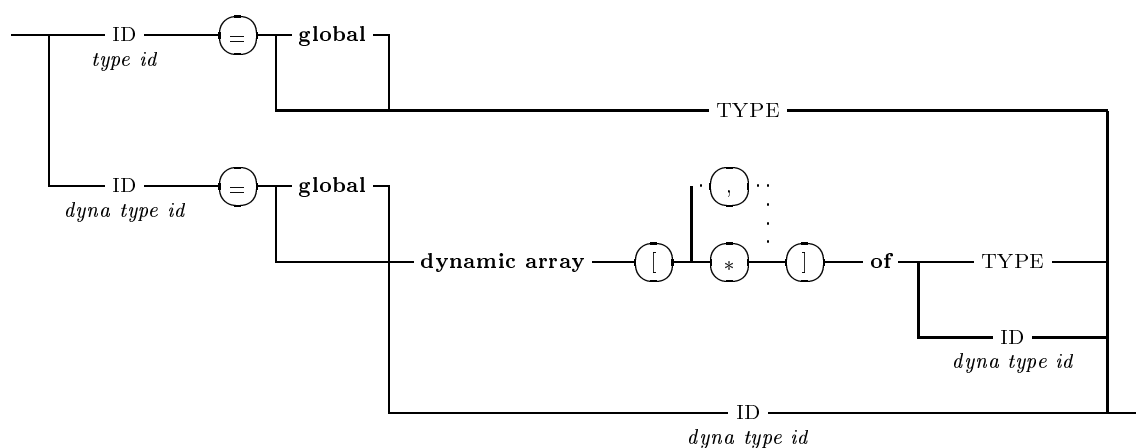 ID = global
type id
TYPE
ID = global ,
dyna type id
dynamic array [ * ] of TYPE
ID
dyna type id
ID
dyna type id